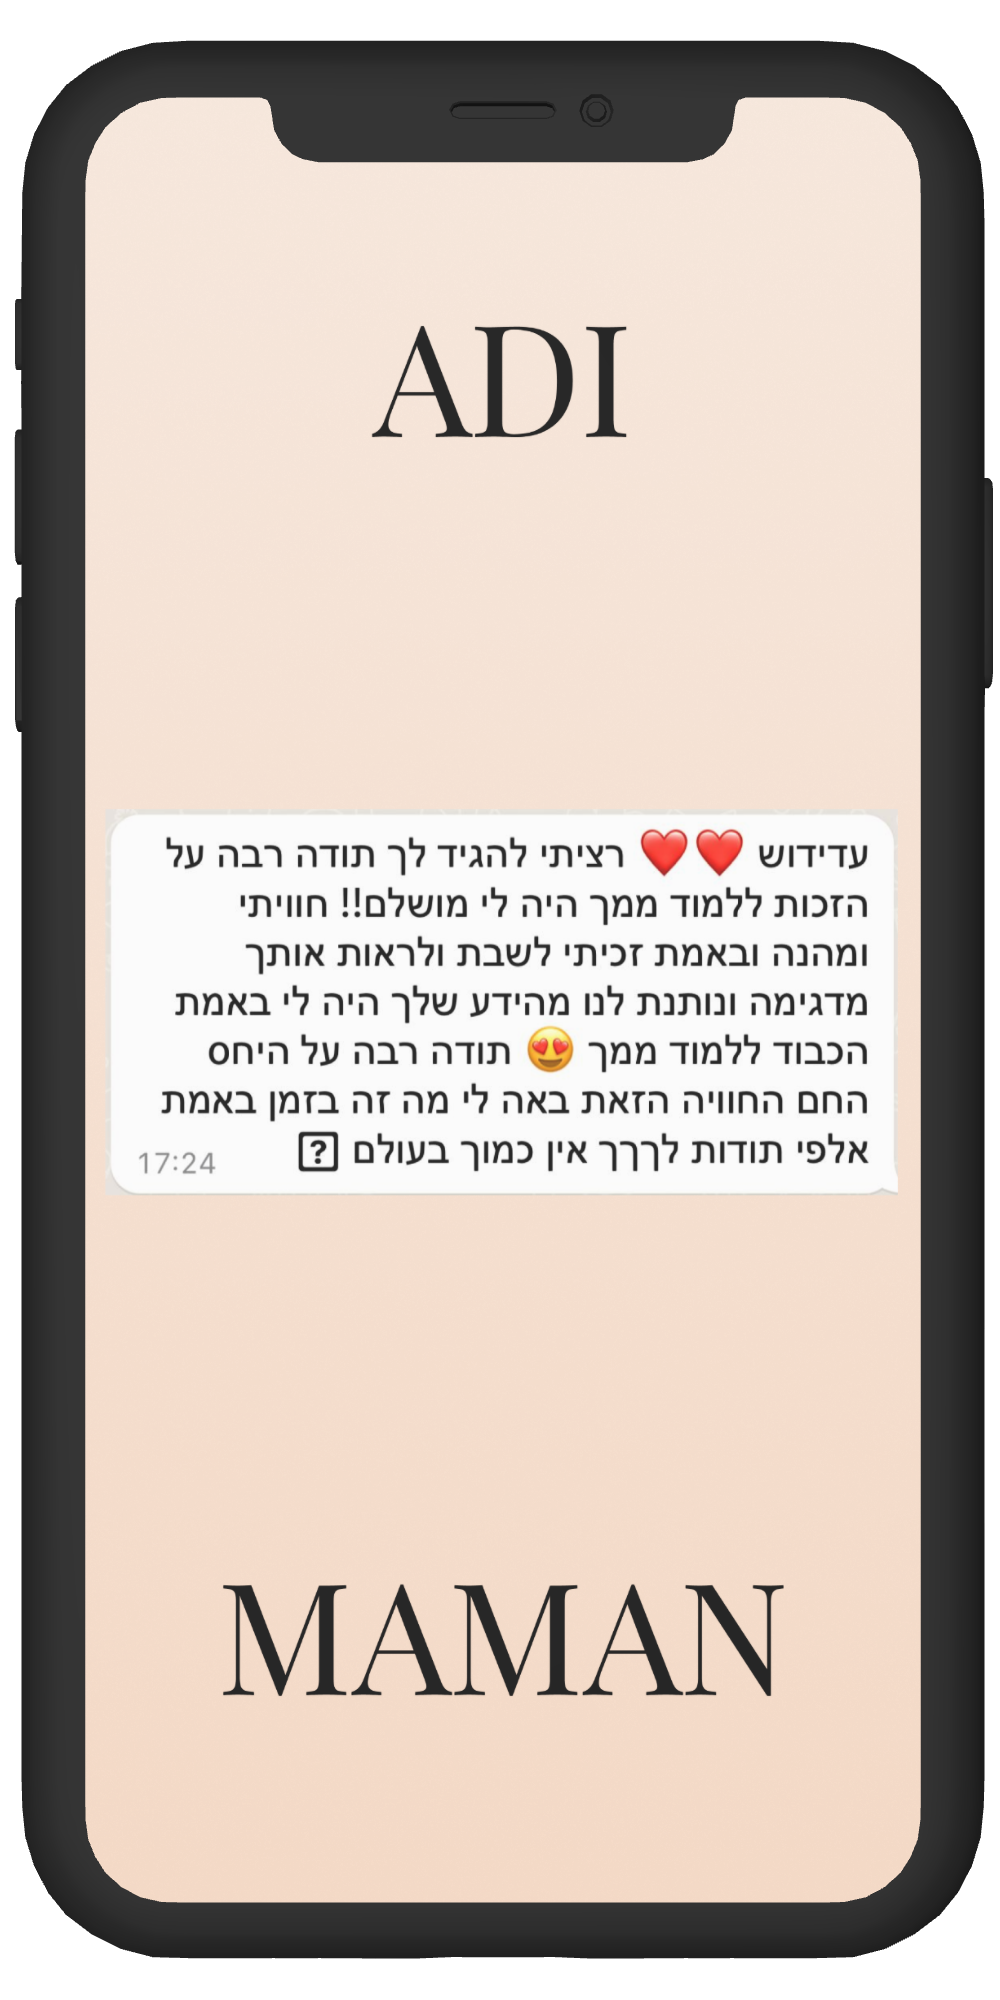 ADI
עדידוש ❤️❤️ רציתי להגיד לך תודה רבה על
הזכות ללמוד ממך היה לי מושלם!! חוויתי
ומהנה ובאמת זכיתי לשבת ולראות אותך
מדגימה ונותנת לנו מהידע שלך היה לי באמת
הכבוד ללמוד ממך 😍 תודה רבה על היחס
החם החוויה הזאת באה לי מה זה בזמן באמת
אלפי תודות לךךךך אין כמוך בעולם ⍰
17:24
MAMAN